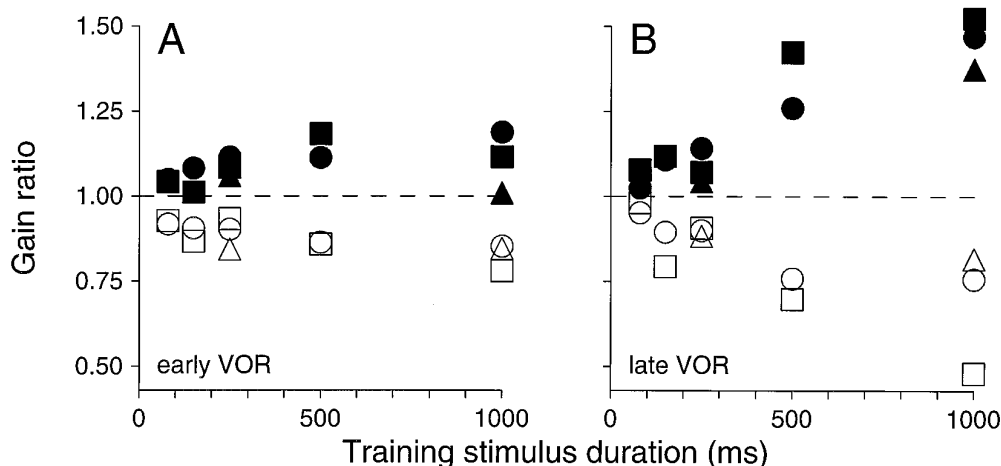 A
B
Gain ratio
1.50
1.25
1.00
0.75
0.50
early VOR
late VOR
0
500
1000
0
500
1000
Training stimulus duration (ms)